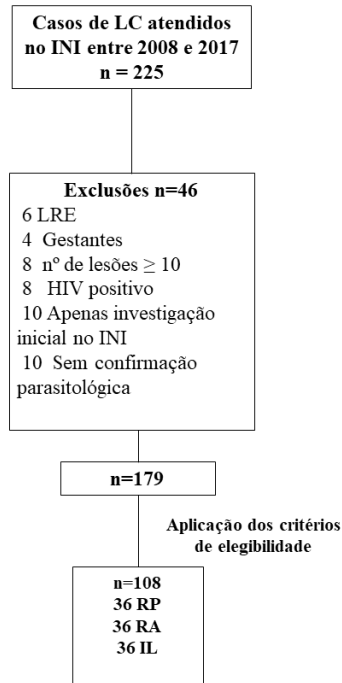 Casos de LC atendidos
no INI entre 2008 e 2017
n = 225
Exclusões n=46
6 LRE
4 Gestantes
8 nº de lesões ≥ 10
8 HIV positivo
10 Apenas investigação
inicial no INI
10 Sem confirmação
parasitológica
n=179
Aplicação dos critérios
de elegibilidade
n=108
36 RP
36 RA
36 IL